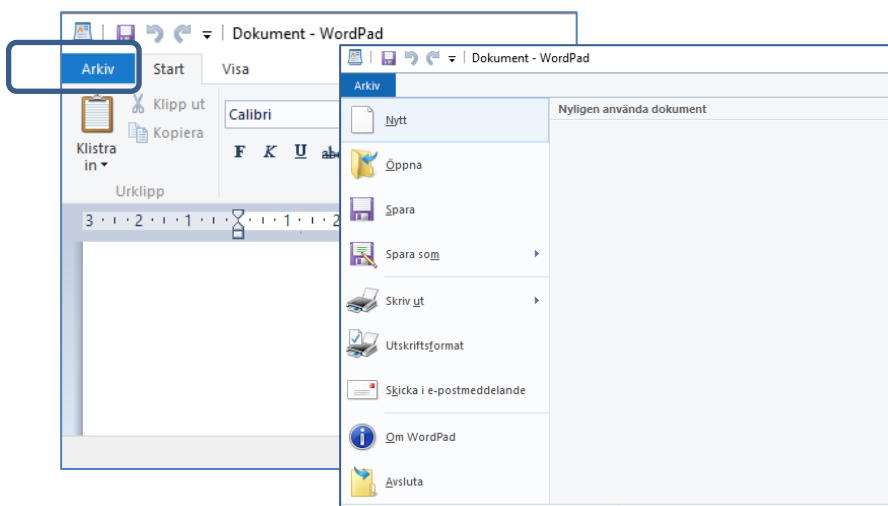 Dokument - WordPad
Arkiv Start Visa
Klistra in
Klipp ut
Kopiera
Urklipp
Calibri
F K U abc
3 2 1 1 2
Dokument - WordPad
Arkiv
Nytt
Öppna
Spara
Spara som
Skriv ut
Utskriftsformat
Skicka i e-postmeddelande
Om WordPad
Avsluta
Nyligen använda dokument